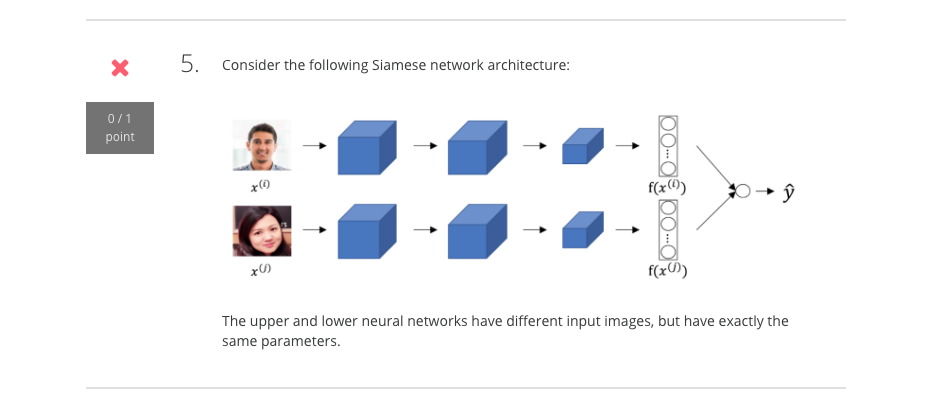 5. Consider the following Siamese network architecture:
0 / 1
point
x⁽ⁱ⁾
f(x⁽ⁱ⁾)
ŷ
x⁽ʲ⁾
f(x⁽ʲ⁾)
The upper and lower neural networks have different input images, but have exactly the
same parameters.